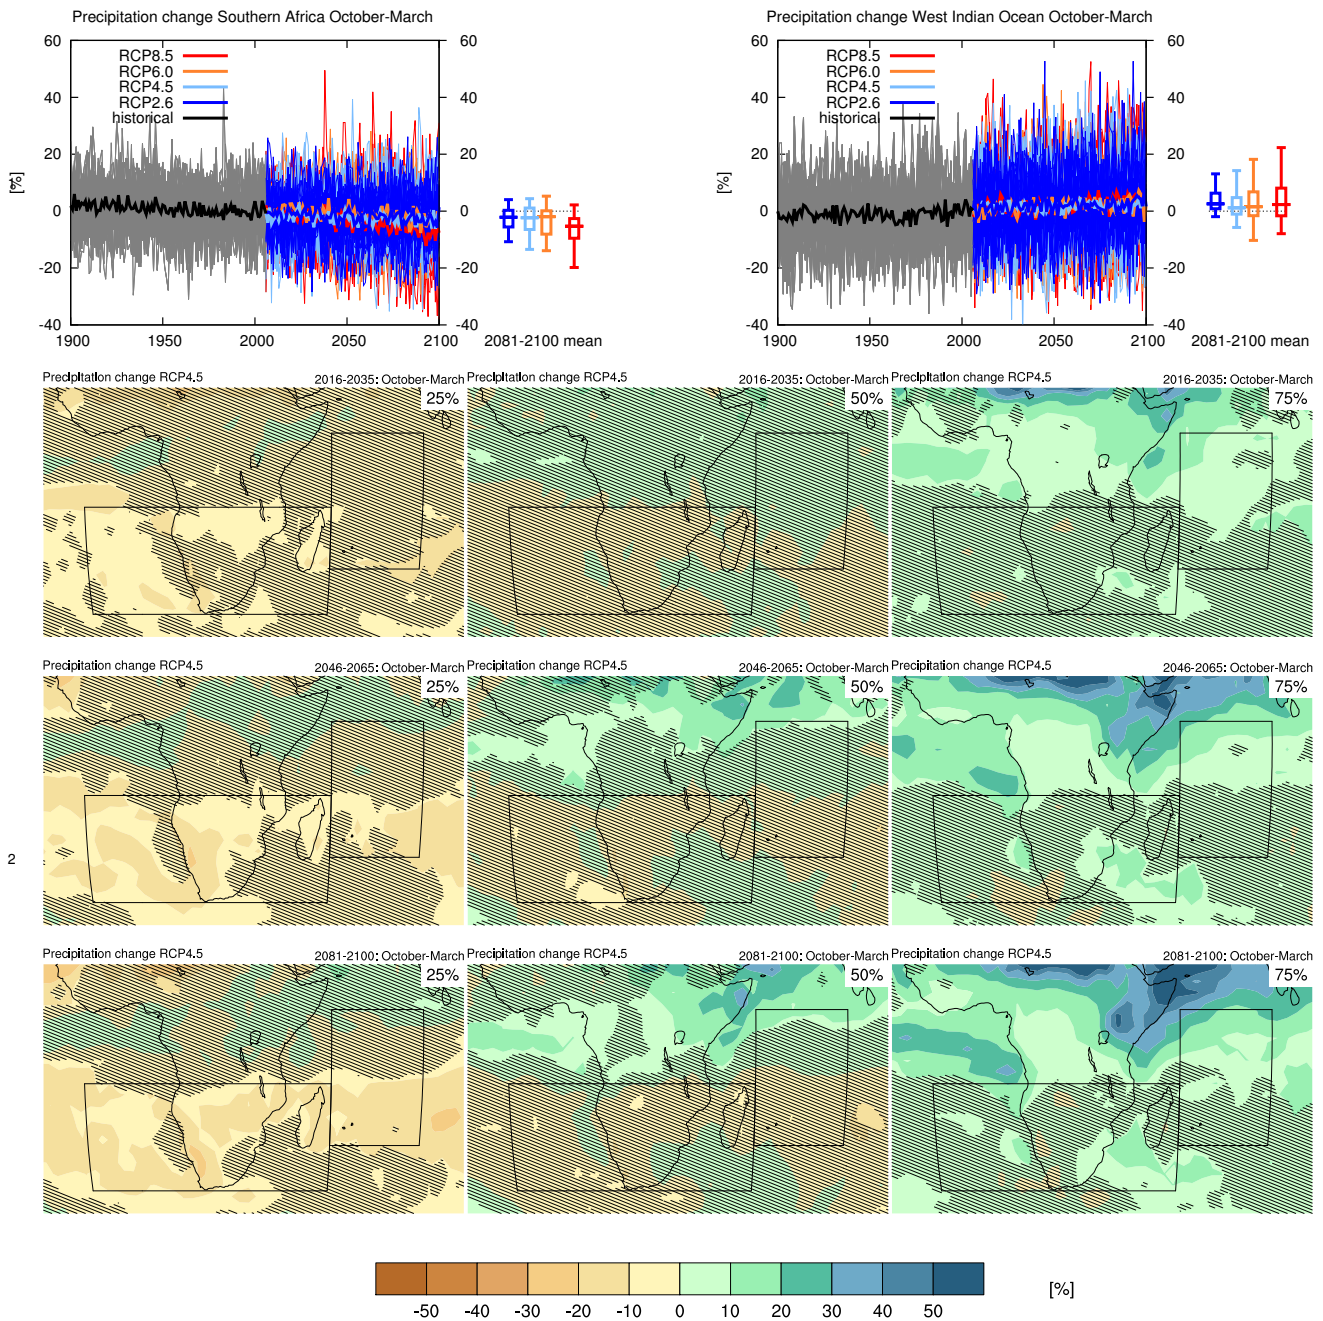 Precipitation change Southern Africa October-March
60
40
20
0
-20
-40
[%]
RCP8.5
RCP6.0
RCP4.5
RCP2.6
historical
1900
1950
2000
2050
2100
60
40
20
0
-20
-40
2081-2100 mean
Precipitation change West Indian Ocean October-March
60
40
20
0
-20
-40
[%]
RCP8.5
RCP6.0
RCP4.5
RCP2.6
historical
1900
1950
2000
2050
2100
60
40
20
0
-20
-40
2081-2100 mean
Precipitation change RCP4.5
2016-2035: October-March
25%
Precipitation change RCP4.5
2016-2035: October-March
50%
Precipitation change RCP4.5
2016-2035: October-March
75%
Precipitation change RCP4.5
2046-2065: October-March
25%
Precipitation change RCP4.5
2046-2065: October-March
50%
Precipitation change RCP4.5
2046-2065: October-March
75%
2
Precipitation change RCP4.5
2081-2100: October-March
25%
Precipitation change RCP4.5
2081-2100: October-March
50%
Precipitation change RCP4.5
2081-2100: October-March
75%
-50 -40 -30 -20 -10 0 10 20 30 40 50
[%]